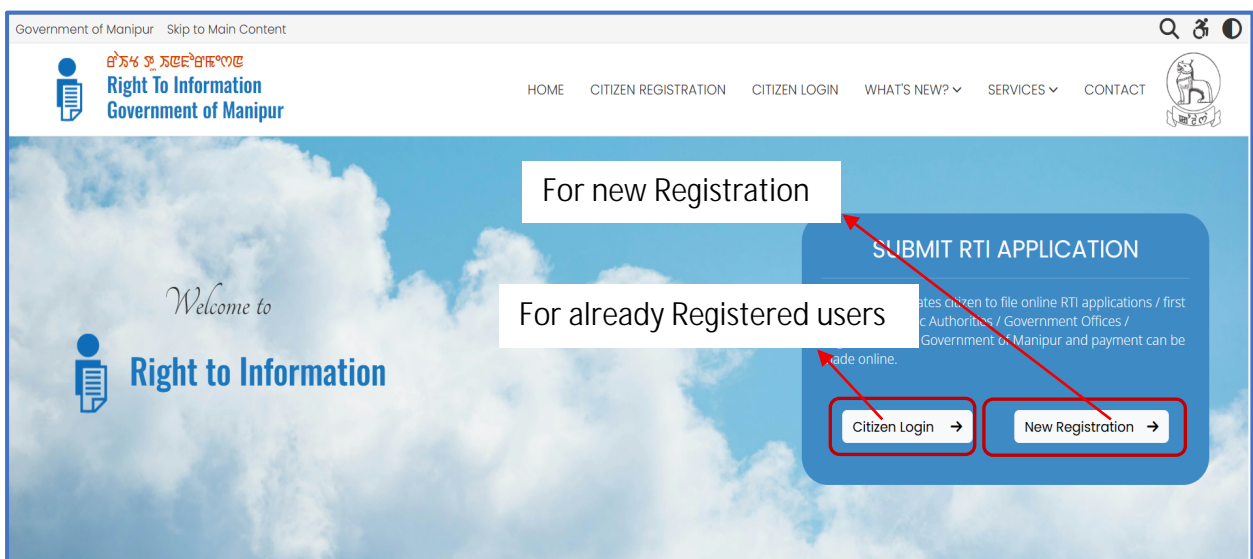 Government of Manipur Skip to Main Content
Right To Information
Government of Manipur
HOME CITIZEN REGISTRATION CITIZEN LOGIN WHAT'S NEW? SERVICES CONTACT
For new Registration
SUBMIT RTI APPLICATION
Welcome to
Right to Information
For already Registered users
citizen to file online RTI applications / first
Authorities / Government Offices /
Government of Manipur and payment can be
online.
Citizen Login →
New Registration →